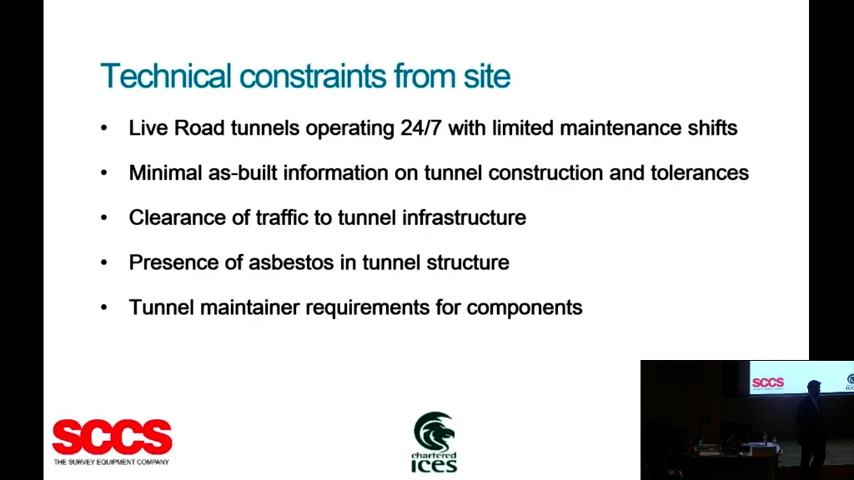 Technical constraints from site
• Live Road tunnels operating 24/7 with limited maintenance shifts
• Minimal as-built information on tunnel construction and tolerances
• Clearance of traffic to tunnel infrastructure
• Presence of asbestos in tunnel structure
• Tunnel maintainer requirements for components
SCCS
THE SURVEY EQUIPMENT COMPANY
chartered
ICES
SCCS